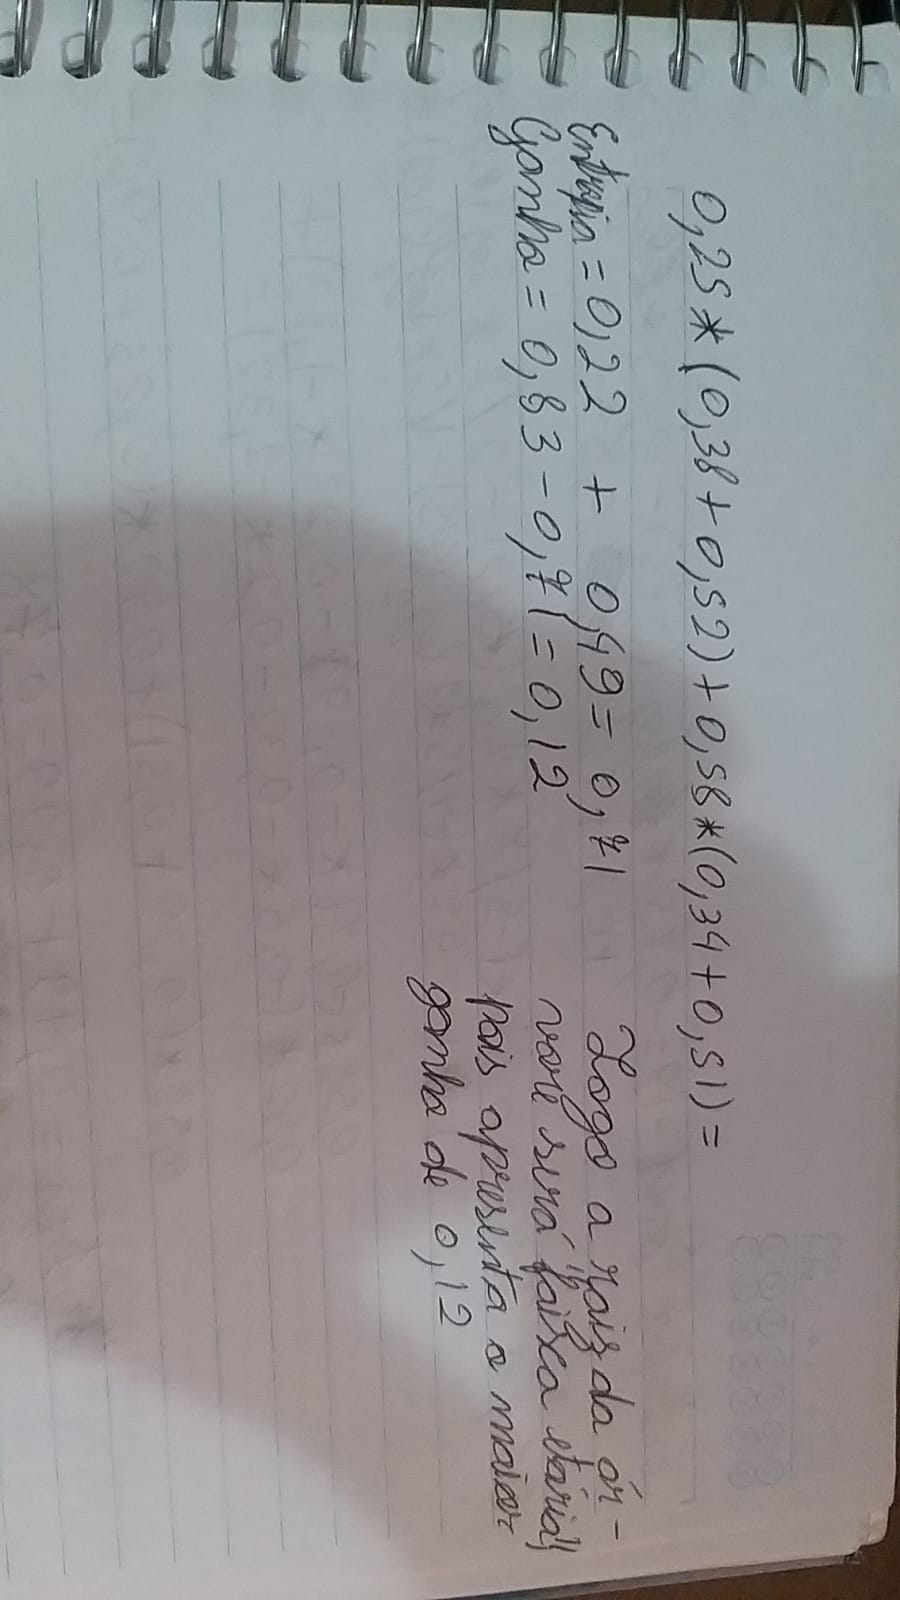 0,25*(0,38+0,52)+0,58*(0,34+0,51)=
Entropia=0,22 + 0,49= 0,71
Ganho= 0,83-0,71=0,12
Logo a raiz da ár-
vore será "faixa etária",
pois apresenta o maior
ganho de 0,12